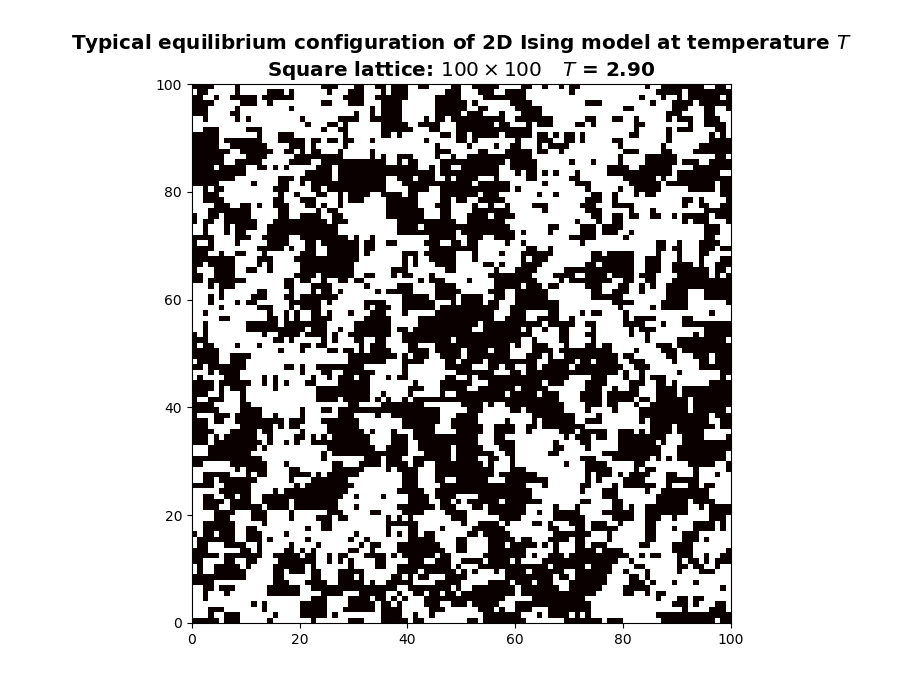 Typical equilibrium configuration of 2D Ising model at temperature T
Square lattice: 100 × 100 T = 2.90
100
80
60
40
20
0
0 20 40 60 80 100